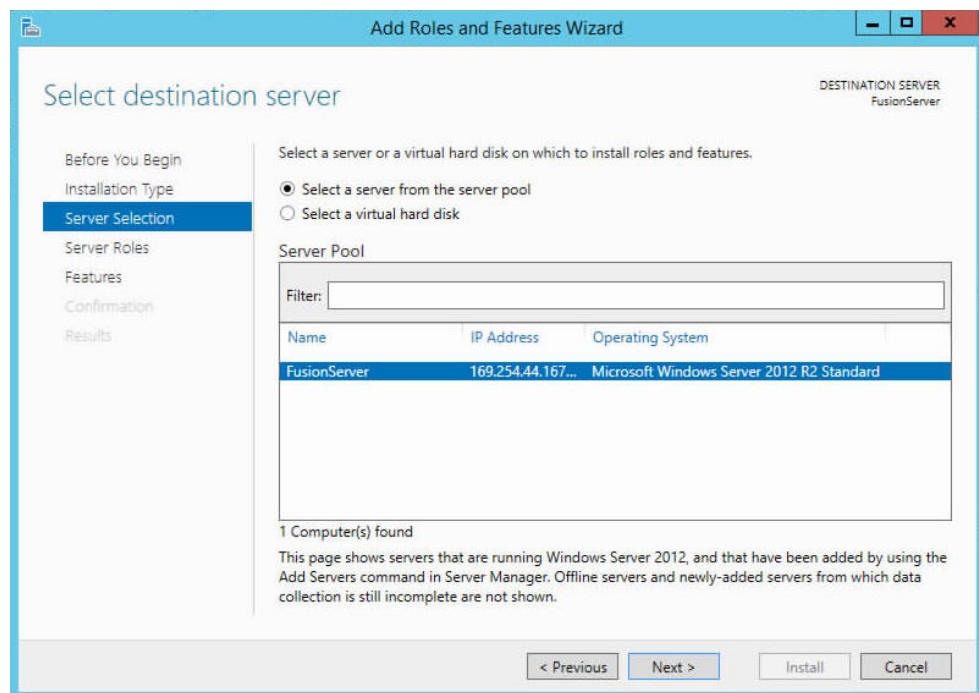 Add Roles and Features Wizard
Select destination server
DESTINATION SERVER
FusionServer
Before You Begin
Installation Type
Server Selection
Server Roles
Features
Confirmation
Results
Select a server or a virtual hard disk on which to install roles and features.
Select a server from the server pool
Select a virtual hard disk
Server Pool
Filter:
Name IP Address Operating System
FusionServer 169.254.44.167... Microsoft Windows Server 2012 R2 Standard
1 Computer(s) found
This page shows servers that are running Windows Server 2012, and that have been added by using the
Add Servers command in Server Manager. Offline servers and newly-added servers from which data
collection is still incomplete are not shown.
< Previous Next > Install Cancel